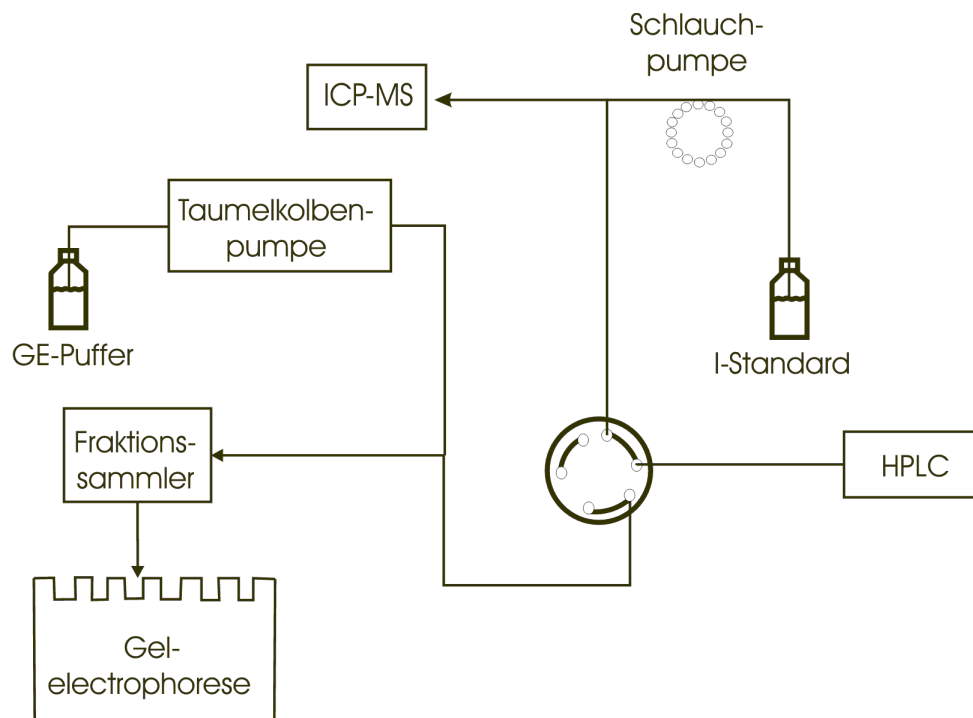 Schlauch-
pumpe
ICP-MS
Taumelkolben-
pumpe
GE-Puffer
I-Standard
Fraktions-
sammler
HPLC
Gel-
electrophorese